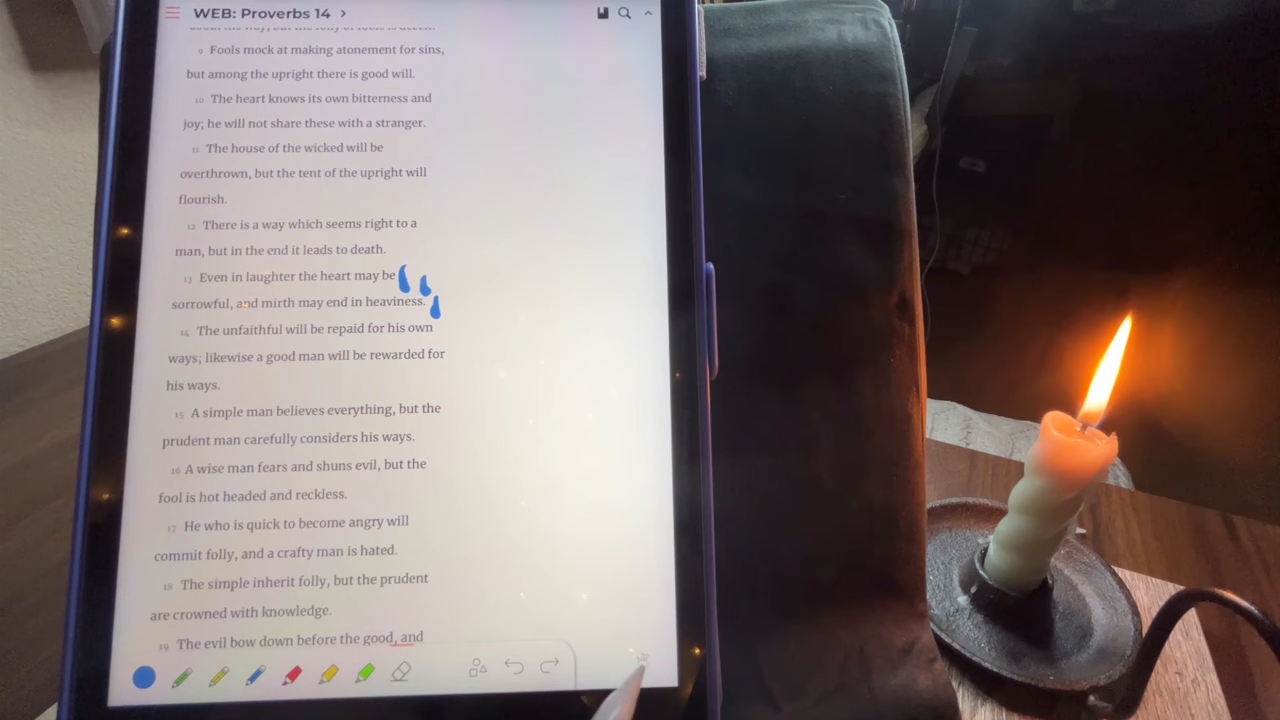 WEB: Proverbs 14 >
9 Fools mock at making atonement for sins,
but among the upright there is good will.
10 The heart knows its own bitterness and
joy; he will not share these with a stranger.
11 The house of the wicked will be
overthrown, but the tent of the upright will
flourish.
12 There is a way which seems right to a
man, but in the end it leads to death.
13 Even in laughter the heart may be
sorrowful, and mirth may end in heaviness.
14 The unfaithful will be repaid for his own
ways; likewise a good man will be rewarded for
his ways.
15 A simple man believes everything, but the
prudent man carefully considers his ways.
16 A wise man fears and shuns evil, but the
fool is hot headed and reckless.
17 He who is quick to become angry will
commit folly, and a crafty man is hated.
18 The simple inherit folly, but the prudent
are crowned with knowledge.
19 The evil bow down before the good, and